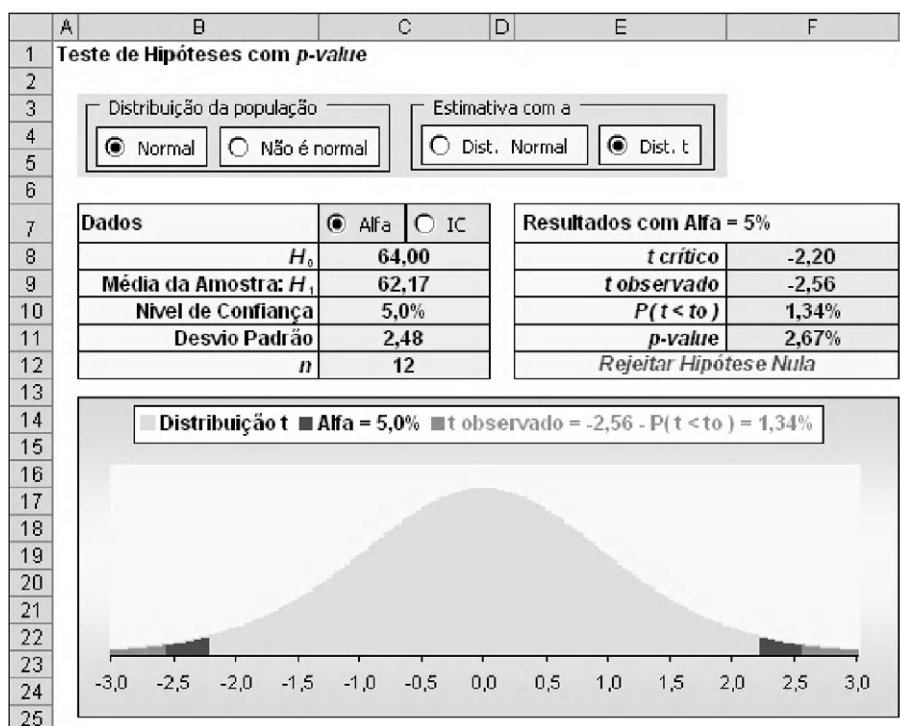 A B C D E F
1 Teste de Hipóteses com p-value
2
3 Distribuição da população Estimativa com a
4 Normal Não é normal Dist. Normal Dist. t
5
6
7 Dados Alfa IC Resultados com Alfa = 5%
8 H₀ 64,00 t crítico -2,20
9 Média da Amostra: H₁ 62,17 t observado -2,56
10 Nivel de Confiança 5,0% P( t < to ) 1,34%
11 Desvio Padrão 2,48 p-value 2,67%
12 n 12 Rejeitar Hipótese Nula
13
14 Distribuição t Alfa = 5,0% t observado = -2,56 - P( t < to ) = 1,34%
15
16
17
18
19
20
21
22
23
24 -3,0 -2,5 -2,0 -1,5 -1,0 -0,5 0,0 0,5 1,0 1,5 2,0 2,5 3,0
25